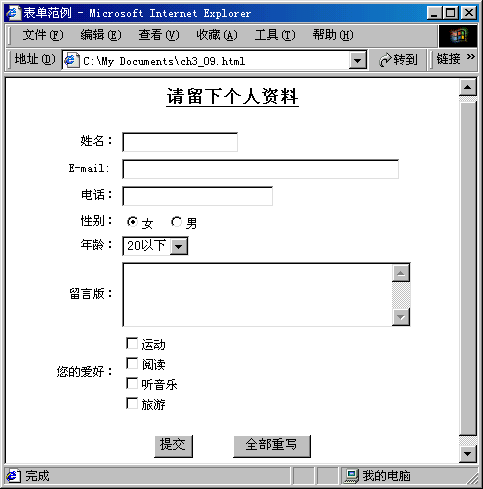 表单范例 - Microsoft Internet Explorer
文件(F) 编辑(E) 查看(V) 收藏(A) 工具(T) 帮助(H)
地址(D) C:\My Documents\ch3_09.html 转到 链接 »
请留下个人资料
姓名：
E-mail:
电话：
性别： 女 男
年龄： 20以下
留言版：
您的爱好：
运动
阅读
听音乐
旅游
提交 全部重写
完成 我的电脑